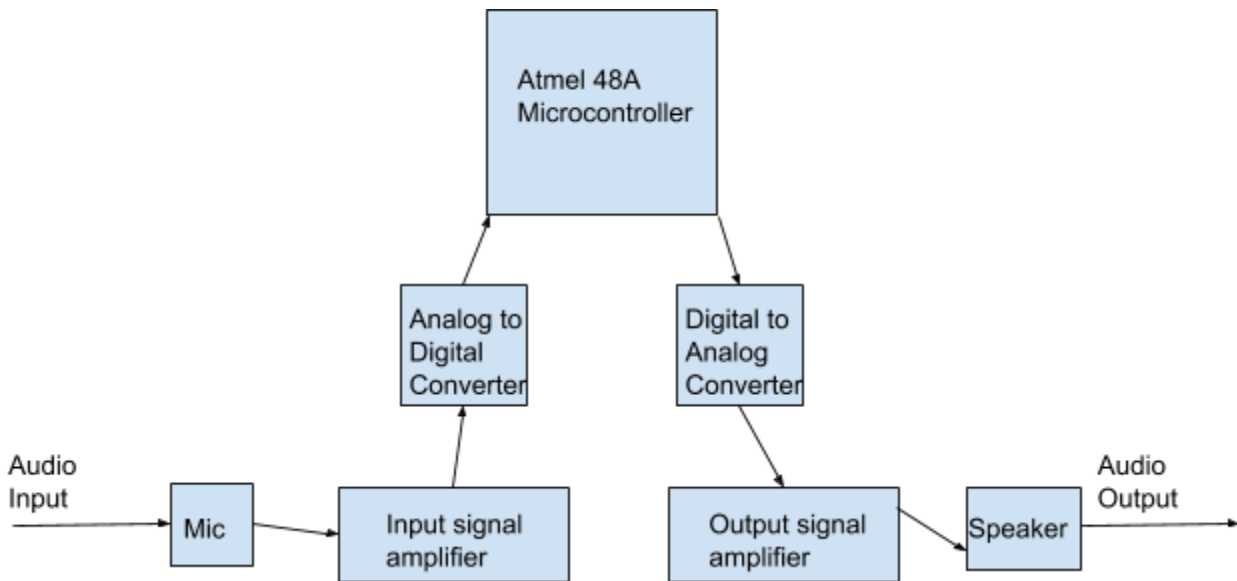 Atmel 48A
Microcontroller
Analog to
Digital
Converter
Digital to
Analog
Converter
Audio
Input
Mic
Input signal
amplifier
Output signal
amplifier
Speaker
Audio
Output